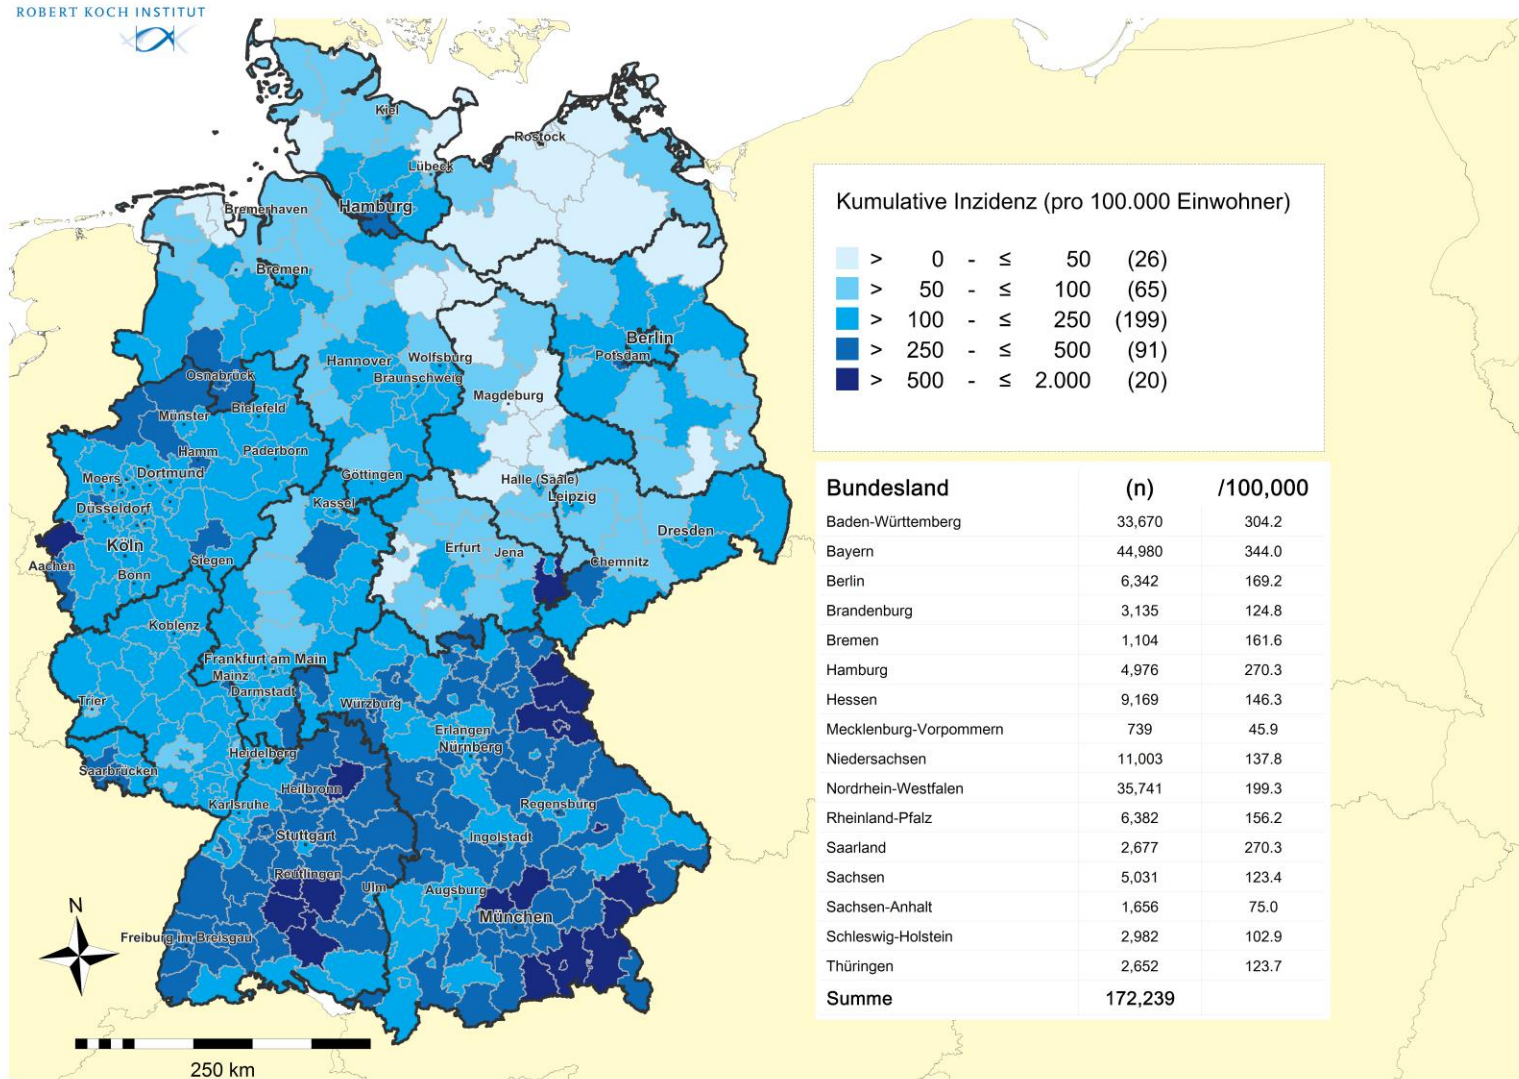 ROBERT KOCH INSTITUT
Kiel
Rostock
Lübeck
Bremerhaven
Hamburg
Bremen
Berlin
Potsdam
Hannover
Wolfsburg
Braunschweig
Osnabrück
Magdeburg
Münster
Bielefeld
Hamm
Paderborn
Moers
Dortmund
Göttingen
Halle (Saale)
Leipzig
Kassel
Düsseldorf
Dresden
Köln
Erfurt
Jena
Aachen
Siegen
Chemnitz
Bonn
Koblenz
Frankfurt am Main
Mainz
Darmstadt
Trier
Würzburg
Erlangen
Nürnberg
Heidelberg
Saarbrücken
Heilbronn
Karlsruhe
Regensburg
Stuttgart
Ingolstadt
Reutlingen
Ulm
Augsburg
München
Freiburg im Breisgau
N
250 km
Kumulative Inzidenz (pro 100.000 Einwohner)
> 0 - ≤ 50 (26)
> 50 - ≤ 100 (65)
> 100 - ≤ 250 (199)
> 250 - ≤ 500 (91)
> 500 - ≤ 2.000 (20)
Bundesland (n) /100,000
Baden-Württemberg 33,670 304.2
Bayern 44,980 344.0
Berlin 6,342 169.2
Brandenburg 3,135 124.8
Bremen 1,104 161.6
Hamburg 4,976 270.3
Hessen 9,169 146.3
Mecklenburg-Vorpommern 739 45.9
Niedersachsen 11,003 137.8
Nordrhein-Westfalen 35,741 199.3
Rheinland-Pfalz 6,382 156.2
Saarland 2,677 270.3
Sachsen 5,031 123.4
Sachsen-Anhalt 1,656 75.0
Schleswig-Holstein 2,982 102.9
Thüringen 2,652 123.7
Summe 172,239